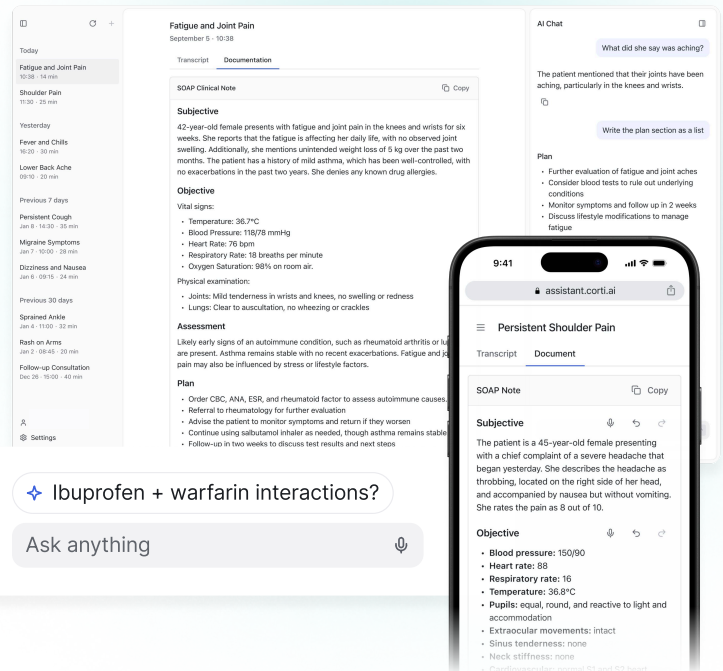 Today
Fatigue and Joint Pain
10:38 · 14 min
Shoulder Pain
11:30 · 25 min
Yesterday
Fever and Chills
16:20 · 30 min
Lower Back Ache
09:10 · 20 min
Previous 7 days
Persistent Cough
Jan 8 · 14:30 · 35 min
Migraine Symptoms
Jan 7 · 10:00 · 28 min
Dizziness and Nausea
Jan 6 · 09:15 · 24 min
Previous 30 days
Sprained Ankle
Jan 4 · 11:00 · 32 min
Rash on Arms
Jan 2 · 08:45 · 20 min
Follow-up Consultation
Dec 26 · 15:00 · 40 min
Settings
Fatigue and Joint Pain
September 5 · 10:38
Transcript Documentation
SOAP Clinical Note Copy
Subjective
42-year-old female presents with fatigue and joint pain in the knees and wrists for six
weeks. She reports that the fatigue is affecting her daily life, with no observed joint
swelling. Additionally, she mentions unintended weight loss of 5 kg over the past two
months. The patient has a history of mild asthma, which has been well-controlled, with
no exacerbations in the past two years. She denies any known drug allergies.
Objective
Vital signs:
• Temperature: 36.7°C
• Blood Pressure: 118/78 mmHg
• Heart Rate: 76 bpm
• Respiratory Rate: 18 breaths per minute
• Oxygen Saturation: 98% on room air.
Physical examination:
• Joints: Mild tenderness in wrists and knees, no swelling or redness
• Lungs: Clear to auscultation, no wheezing or crackles
Assessment
Likely early signs of an autoimmune condition, such as rheumatoid arthritis or
are present. Asthma remains stable with no recent exacerbations. Fatigue and
pain may also be influenced by stress or lifestyle factors.
Plan
• Order CBC, ANA, ESR, and rheumatoid factor to assess autoimmune causes.
• Referral to rheumatology for further evaluation
• Advise the patient to monitor symptoms and return if they worsen
• Continue using salbutamol inhaler as needed, though asthma remains stable
• Follow-up in two weeks to discuss test results and next steps
AI Chat
What did she say was aching?
The patient mentioned that their joints have been
aching, particularly in the knees and wrists.
Write the plan section as a list
Plan
• Further evaluation of fatigue and joint aches
• Consider blood tests to rule out underlying
conditions
• Monitor symptoms and follow up in 2 weeks
• Discuss lifestyle modifications to manage
fatigue
9:41
assistant.corti.ai
Persistent Shoulder Pain
Transcript Document
SOAP Note Copy
Subjective
The patient is a 45-year-old female presenting
with a chief complaint of a severe headache that
began yesterday. She describes the headache as
throbbing, located on the right side of her head,
and accompanied by nausea but without vomiting.
She rates the pain as 8 out of 10.
Objective
• Blood pressure: 150/90
• Heart rate: 88
• Respiratory rate: 16
• Temperature: 36.8°C
• Pupils: equal, round, and reactive to light and
accommodation
• Extraocular movements: intact
• Sinus tenderness: none
• Neck stiffness: none
• Cardiovascular: normal S1 and S2 heart
Ibuprofen + warfarin interactions?
Ask anything